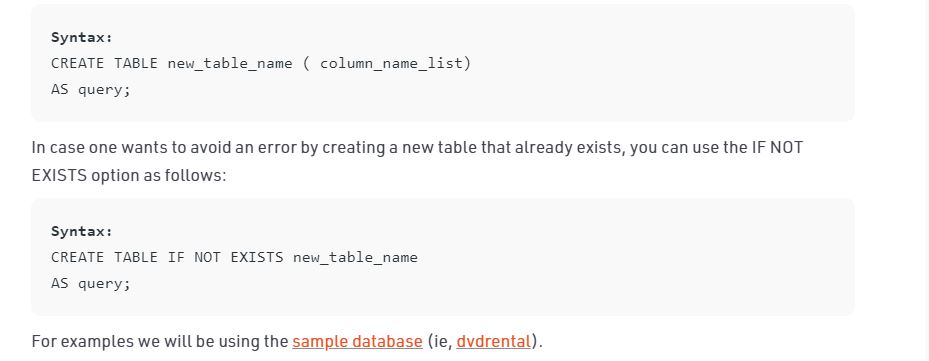 Syntax:
CREATE TABLE new_table_name ( column_name_list)
AS query;
In case one wants to avoid an error by creating a new table that already exists, you can use the IF NOT
EXISTS option as follows:
Syntax:
CREATE TABLE IF NOT EXISTS new_table_name
AS query;
For examples we will be using the sample database (ie, dvdrental).